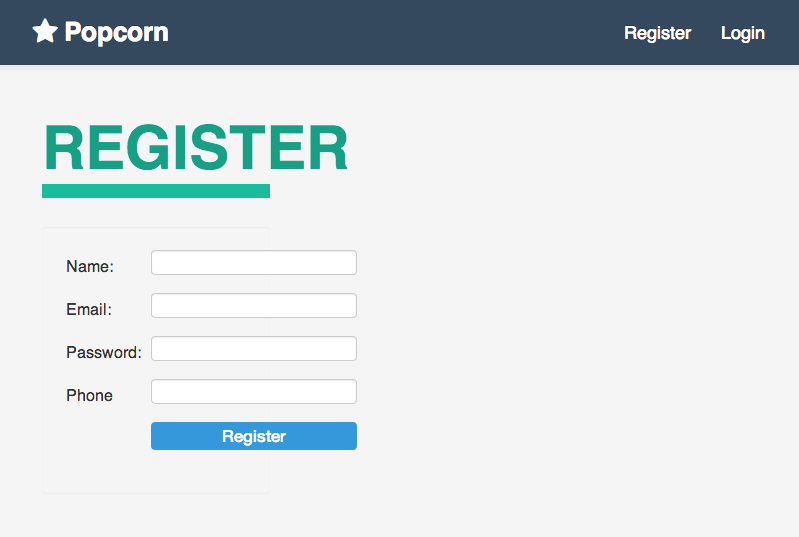 Popcorn Register Login
REGISTER
Name:
Email:
Password:
Phone
Register